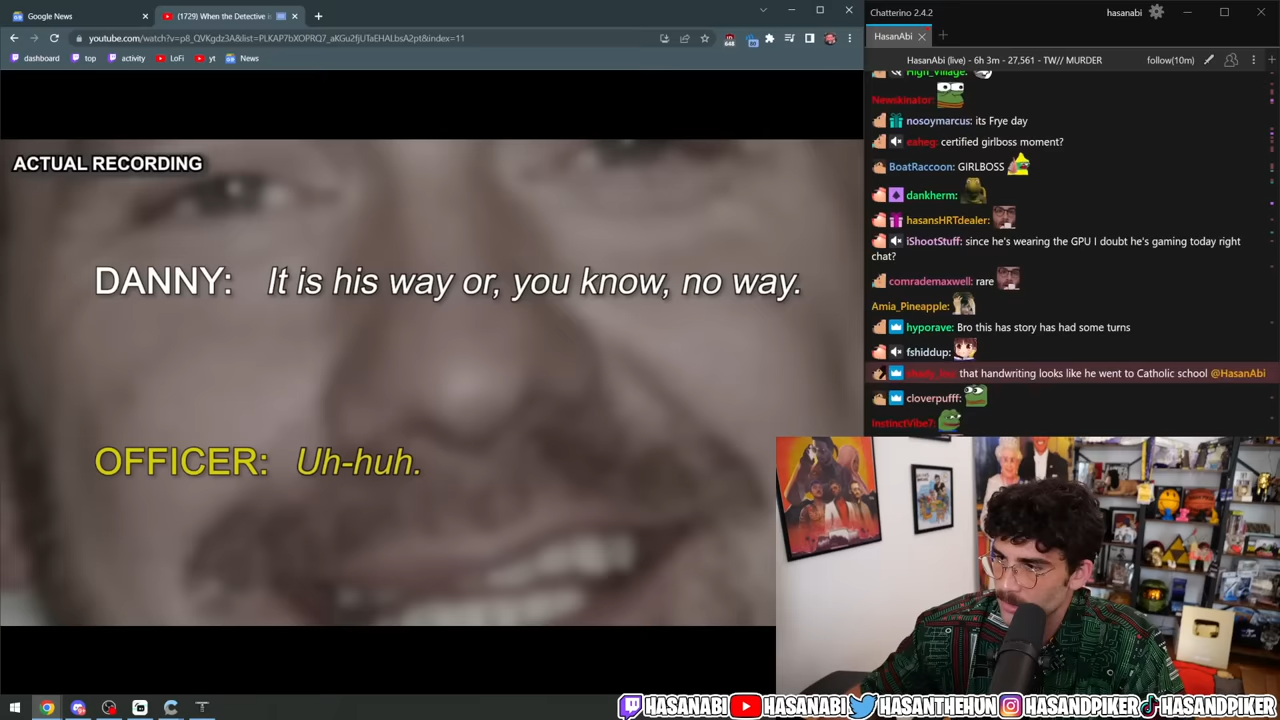 Google News
(1729) When the Detective i
youtube.com/watch?v=p8_QVKgdz3A&list=PLKAP7bXOPRQ7_aKGu2fjUTaEHALbsA2pt&index=11
648
80
dashboard
top
activity
LoFi
yt
News
ACTUAL RECORDING
DANNY: It is his way or, you know, no way.
OFFICER: Uh-huh.
Chatterino 2.4.2
hasanabi
HasanAbi
HasanAbi (live) - 6h 3m - 27,561 - TW// MURDER
follow(10m)
High_Village:
Newskinator:
nosoymarcus: its Frye day
eaheg: certified girlboss moment?
BoatRaccoon: GIRLBOSS
dankherm:
hasansHRTdealer:
iShootStuff: since he's wearing the GPU I doubt he's gaming today right
chat?
comrademaxwell: rare
Amia_Pineapple:
hyporave: Bro this has story has had some turns
fshiddup:
that handwriting looks like he went to Catholic school @HasanAbi
cloverpufff:
InstinctVibe7:
HASANABI
HASANABI
HASANTHEHUN
HASANDPIKER
HASANDPIKER